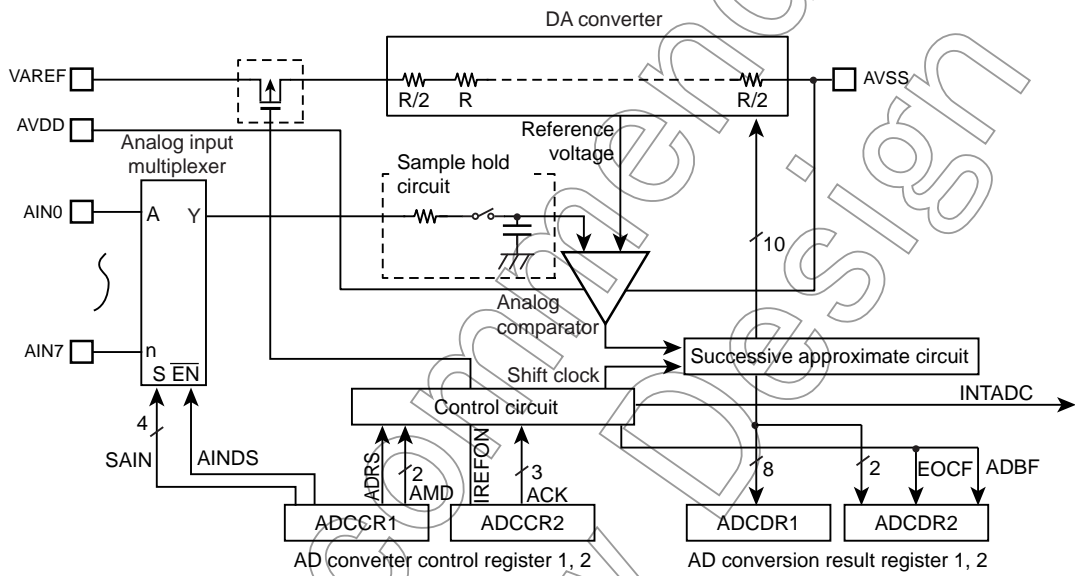 DA converter
VAREF
R/2
R
R/2
AVSS
AVDD
Analog input
multiplexer
Reference
voltage
Sample hold
circuit
AIN0
A
Y
10
Analog
comparator
AIN7
n
S EN
Successive approximate circuit
Shift clock
INTADC
Control circuit
4
SAIN
AINDS
ADRS
2
AMD
IREFON
3
ACK
8
2
EOCF
ADBF
ADCCR1
ADCCR2
ADCDR1
ADCDR2
AD converter control register 1, 2
AD conversion result register 1, 2